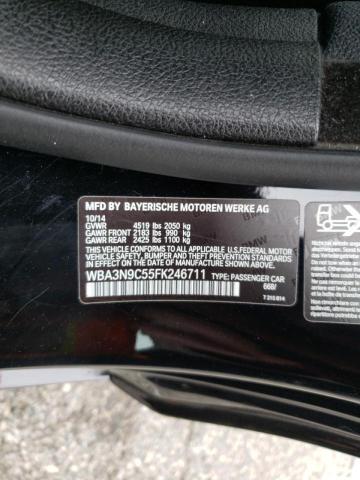 MFD BY BAYERISCHE MOTOREN WERKE AG
10/14
GVWR 4519 lbs 2050 kg
GAWR FRONT 2183 lbs 990 kg
GAWR REAR 2425 lbs 1100 kg
THIS VEHICLE CONFORMS TO ALL APPLICABLE U.S.FEDERAL MOTOR
VEHICLE SAFETY, BUMPER AND THEFT PREVENTION STANDARDS IN
EFFECT ON THE DATE OF MANUFACTURE SHOWN ABOVE.
WBA3N9C55FK246711 TYPE: PASSENGER CAR
668/
7 315 814